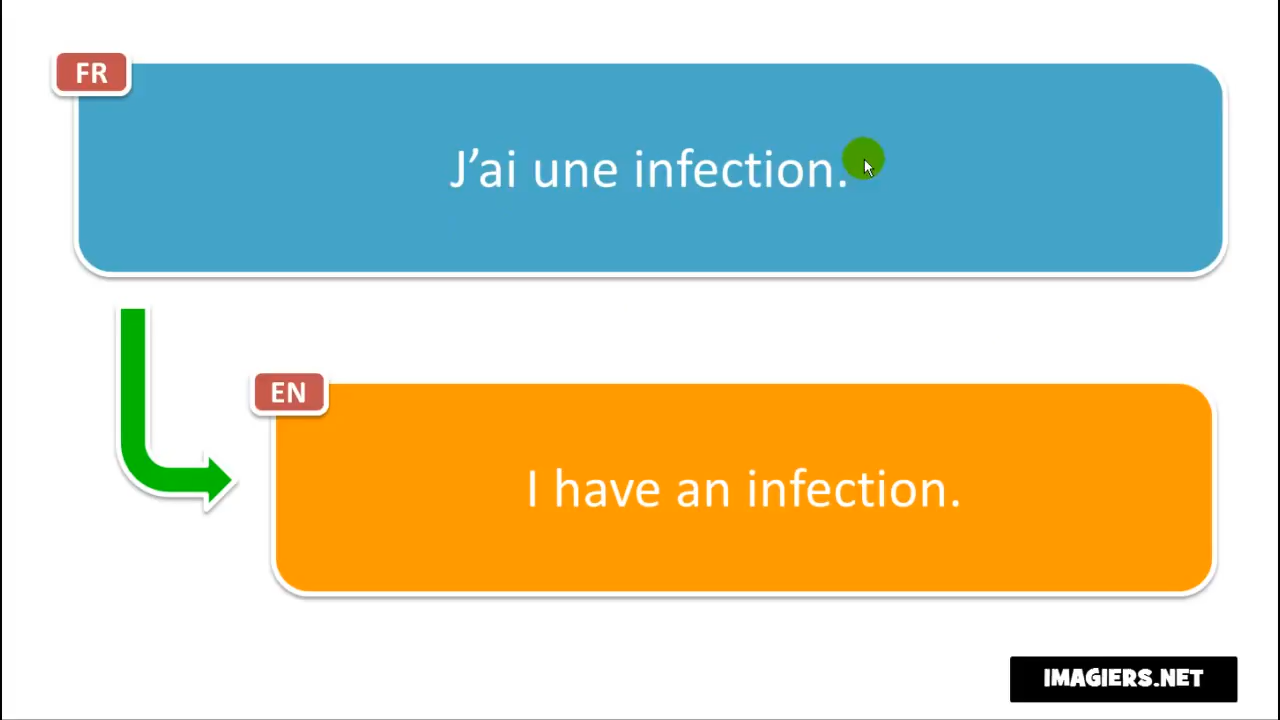 FR
J’ai une infection.
EN
I have an infection.
IMAGIERS.NET